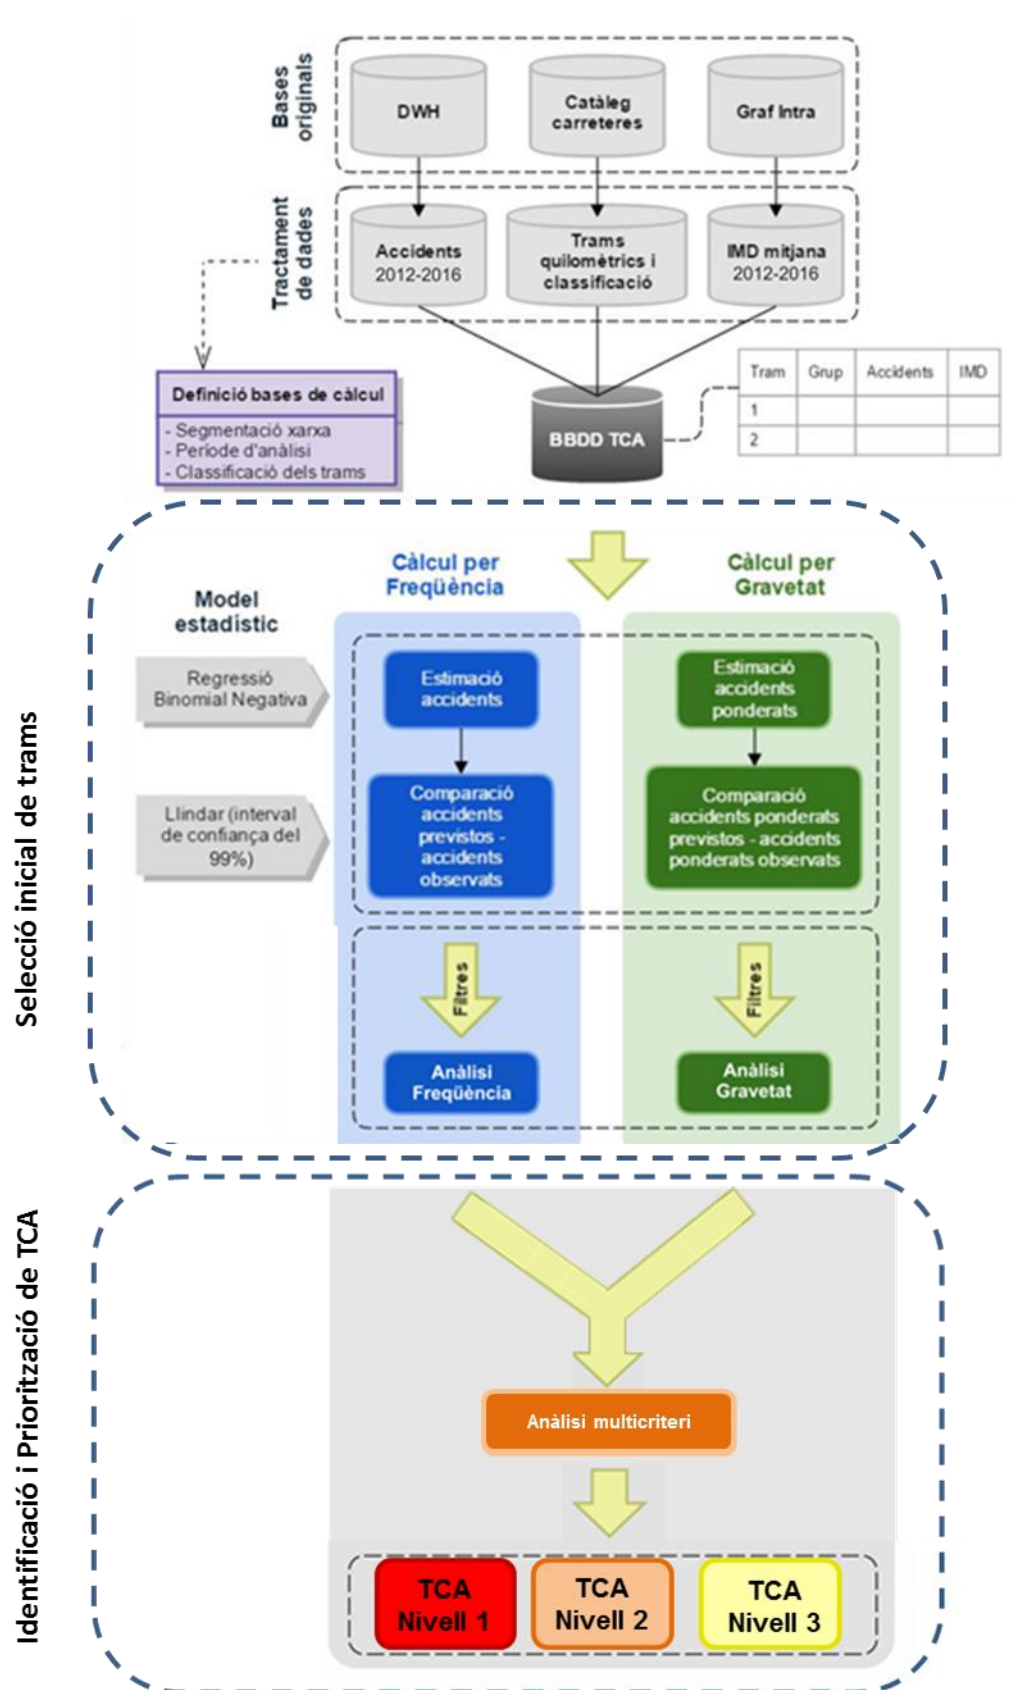 Bases
originals
DWH
Catàleg
carreteres
Graf Intra
Tractament
de dades
Accidents
2012-2016
Trams
quilomètrics i
classificació
IMD mitjana
2012-2016
Definició bases de càlcul
- Segmentació xarxa
- Període d'anàlisi
- Classificació dels trams
BBDD TCA
Tram Grup Accidents IMD
1
2
Selecció inicial de trams
Model
estadístic
Càlcul per
Freqüència
Càlcul per
Gravetat
Regressió
Binomial Negativa
Estimació
accidents
Estimació
accidents
ponderats
Llindar (interval
de confiança del
99%)
Comparació
accidents
previstos -
accidents
observats
Comparació
accidents ponderats
previstos - accidents
ponderats observats
Filtres
Filtres
Anàlisi
Freqüència
Anàlisi
Gravetat
Identificació i Priorització de TCA
Anàlisi multicriteri
TCA
Nivell 1
TCA
Nivell 2
TCA
Nivell 3